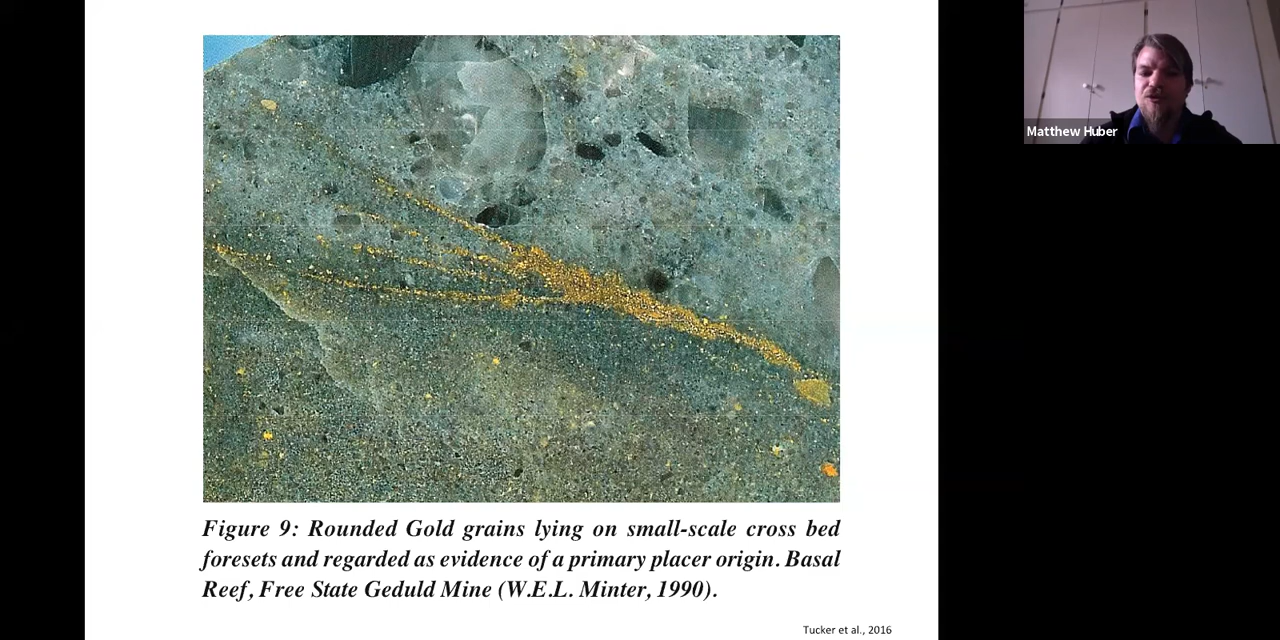 Matthew Huber
Figure 9: Rounded Gold grains lying on small-scale cross bed
foresets and regarded as evidence of a primary placer origin. Basal
Reef, Free State Geduld Mine (W.E.L. Minter, 1990).
Tucker et al., 2016